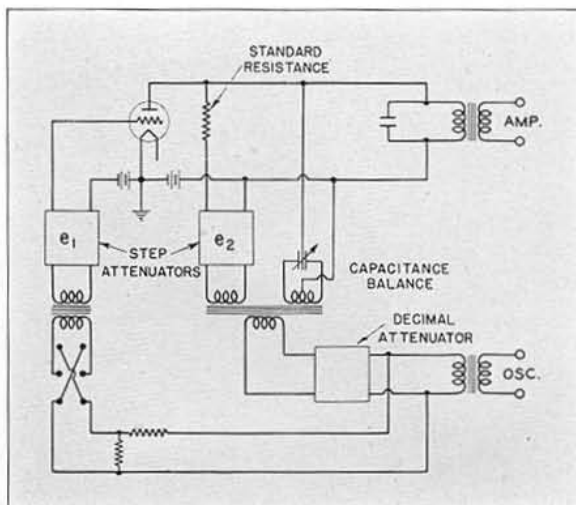 STANDARD
RESISTANCE
AMP.
e1
STEP
ATTENUATORS
e2
CAPACITANCE
BALANCE
DECIMAL
ATTENUATOR
OSC.